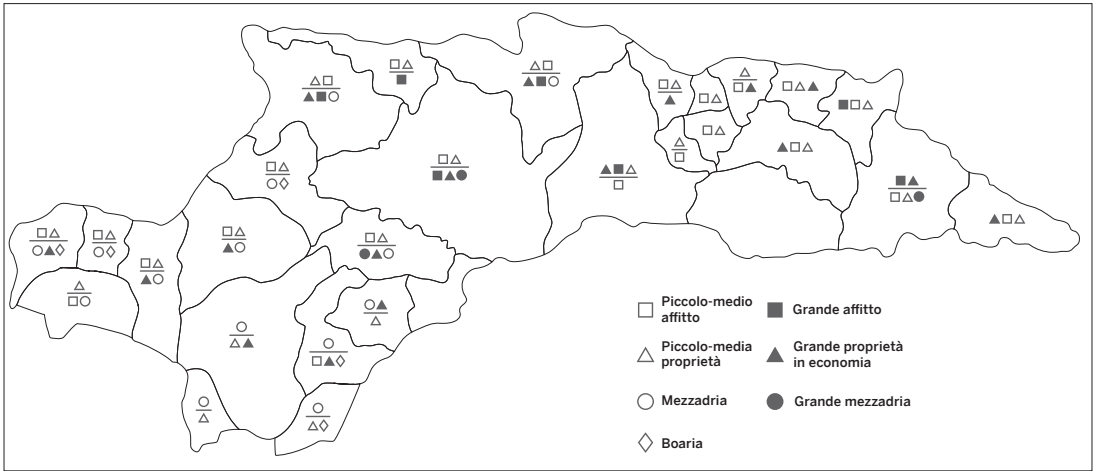 Piccolo-medio
affitto
Grande affitto
Piccolo-media
proprietà
Grande proprietà
in economia
Mezzadria
Grande mezzadria
Boaria